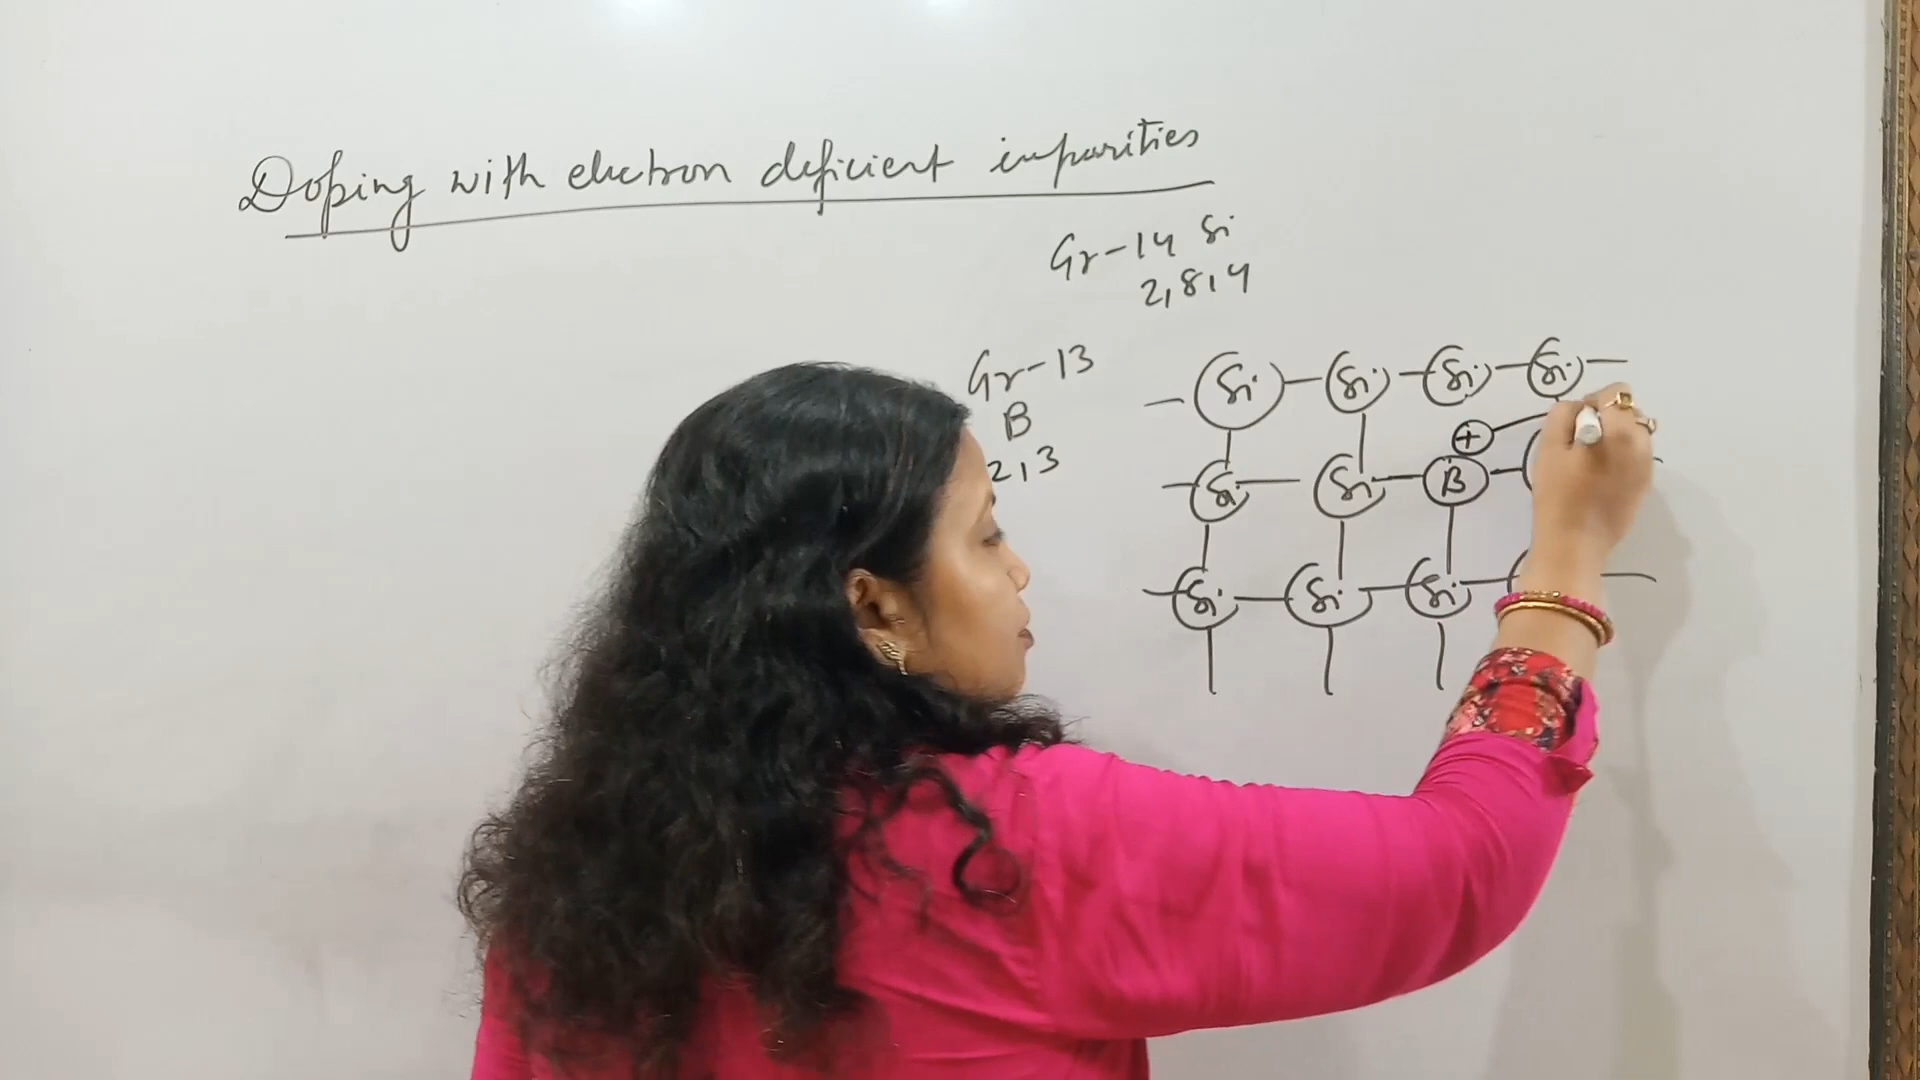 Doping with electron deficient impurities
Gr-14 Si
2,8,4
Gr-13
B
2,3
Si Si Si Si
+
Si Si B
Si Si Si